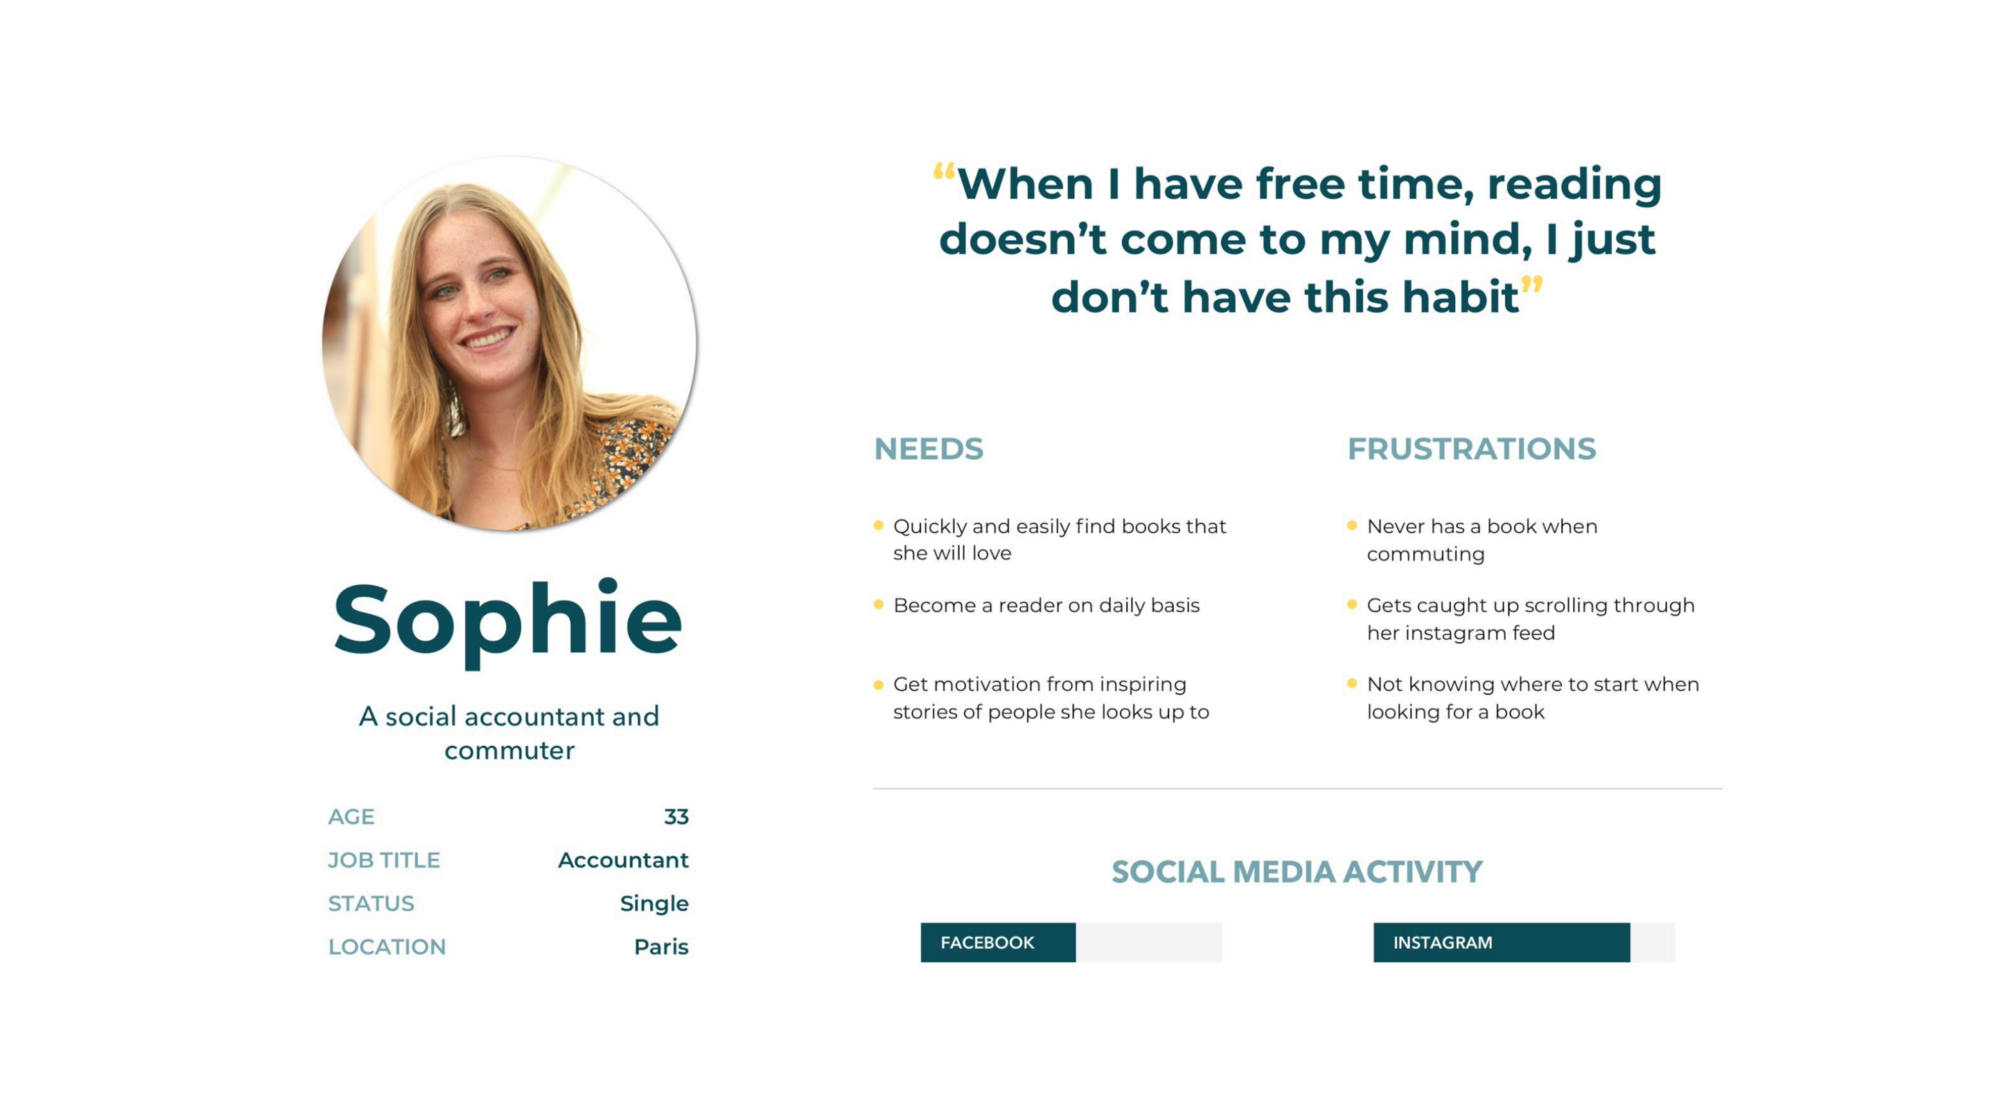 Sophie
A social accountant and
commuter
AGE 33
JOB TITLE Accountant
STATUS Single
LOCATION Paris
“When I have free time, reading
doesn’t come to my mind, I just
don’t have this habit”
NEEDS
Quickly and easily find books that
she will love
Become a reader on daily basis
Get motivation from inspiring
stories of people she looks up to
FRUSTRATIONS
Never has a book when
commuting
Gets caught up scrolling through
her instagram feed
Not knowing where to start when
looking for a book
SOCIAL MEDIA ACTIVITY
FACEBOOK
INSTAGRAM